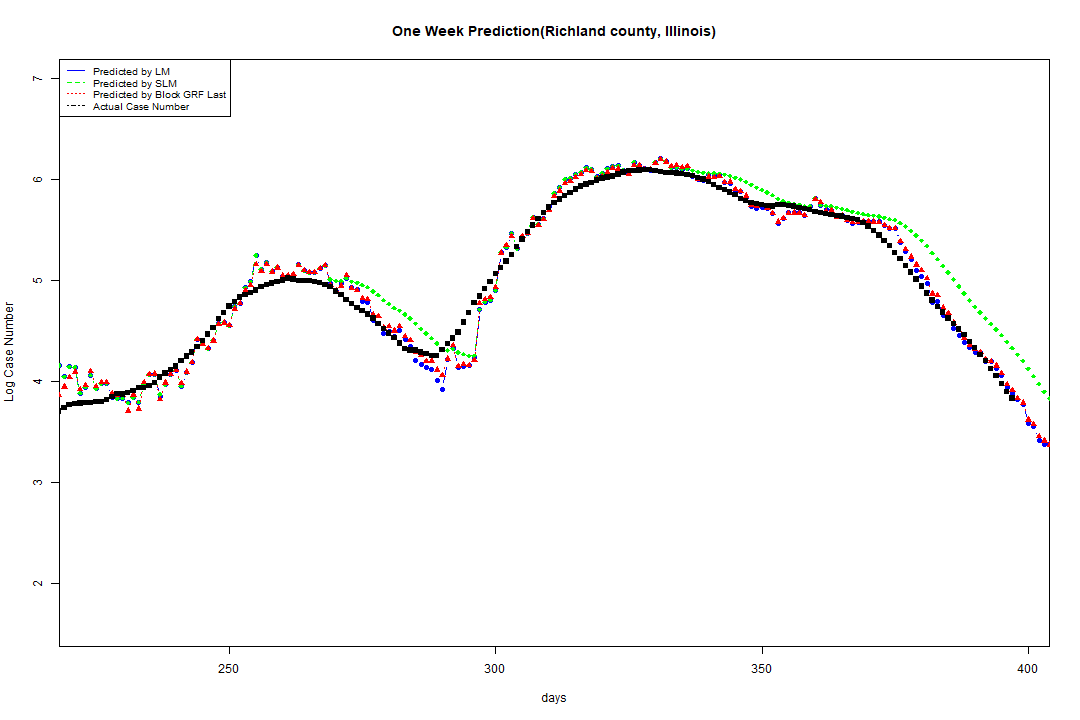 One Week Prediction(Richland county, Illinois)
Predicted by LM
Predicted by SLM
Predicted by Block GRF Last
Actual Case Number
Log Case Number
7
6
5
4
3
2
250 300 350 400
days